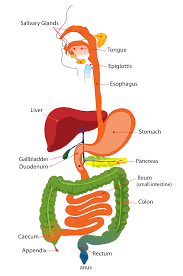 Salivary Glands
Tongue
Epiglottis
Esophagus
Liver
Stomach
Gallbladder
Duodenum
Pancreas
Ileum
(small intestine)
Colon
Caecum
Appendix
Rectum
anus